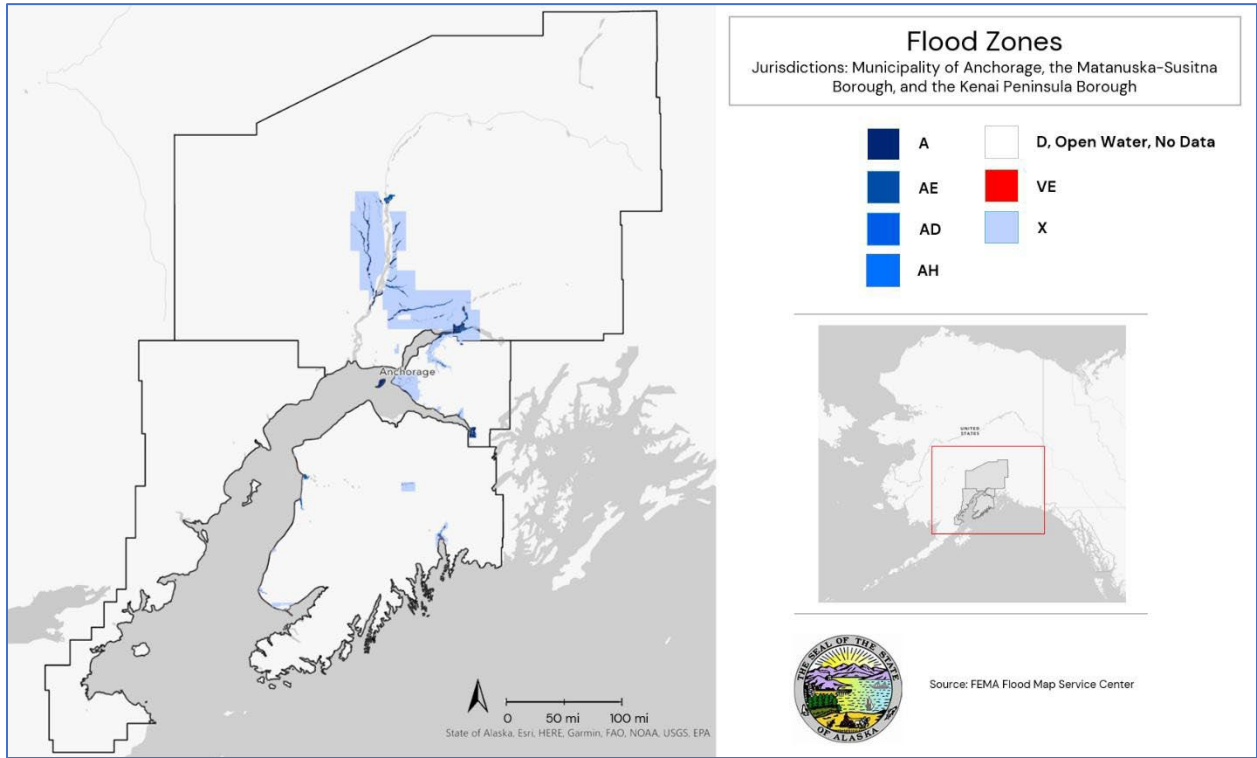 Flood Zones
Jurisdictions: Municipality of Anchorage, the Matanuska-Susitna
Borough, and the Kenai Peninsula Borough
A
D, Open Water, No Data
AE
VE
AD
X
AH
Anchorage
UNITED
STATES
0 50 mi 100 mi
State of Alaska, Esri, HERE, Garmin, FAO, NOAA, USGS, EPA
THE SEAL OF THE STATE
OF ALASKA
Source: FEMA Flood Map Service Center